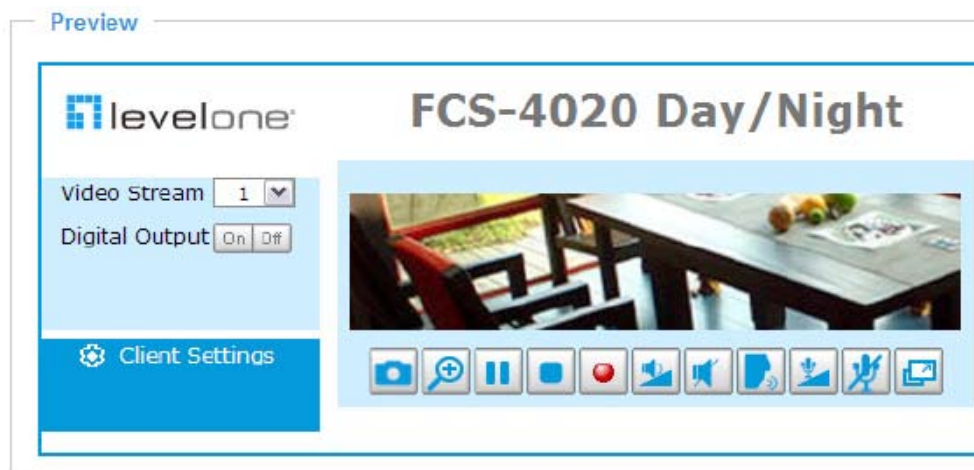 Preview
levelone
FCS-4020 Day/Night
Video Stream 1
Digital Output On Off
Client Settings